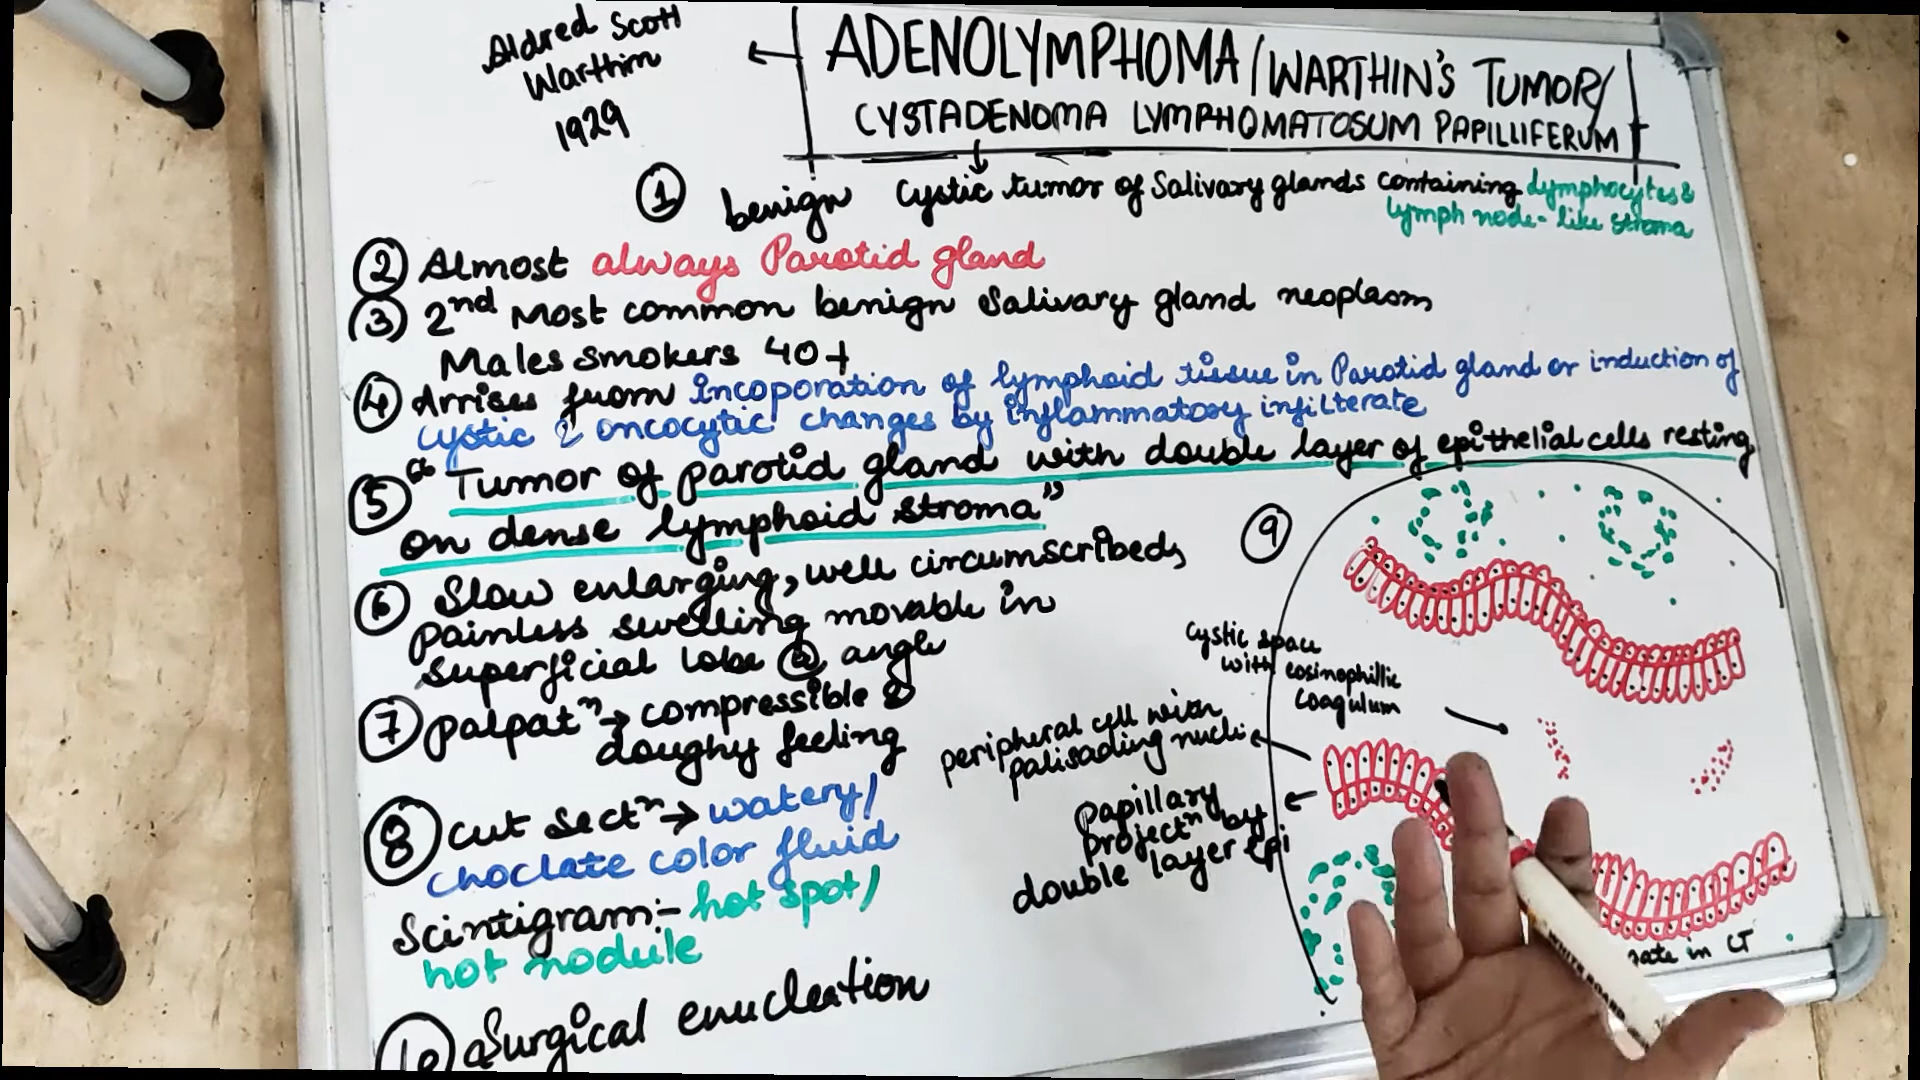 Aldred Scott
Warthin
1929
ADENOLYMPHOMA/WARTHIN'S TUMOR/
CYSTADENOMA LYMPHOMATOSUM PAPILLIFERUM
① benign Cystic tumor of Salivary glands containing lymphocytes &
lymph node-like stroma
② Almost always Parotid gland
③ 2nd Most common benign Salivary gland neoplasm
Males smokers 40+
④ Arrises from incoporation of lymphoid tissue in Parotid gland or induction of
cystic & oncocytic changes by inflammatory infilterate
⑤ "Tumor of parotid gland with double layer of epithelial cells resting
on dense lymphoid stroma"
⑥ Slow enlarging, well circumscribed,
painless swelling movable in
superficial lobe @ angle
⑦ palpatⁿ→ compressible &
doughy feeling
⑧ Cut Sectⁿ→ watery/
choclate color fluid
Scintigram:- hot spot/
hot nodule
10 Surgical enucleation
⑨
Cystic space
with eosinophillic
coagulum
peripheral cell with
palisading nuclei
papillary
projectⁿ by
double layer epi
in CT
WHITE BOARD